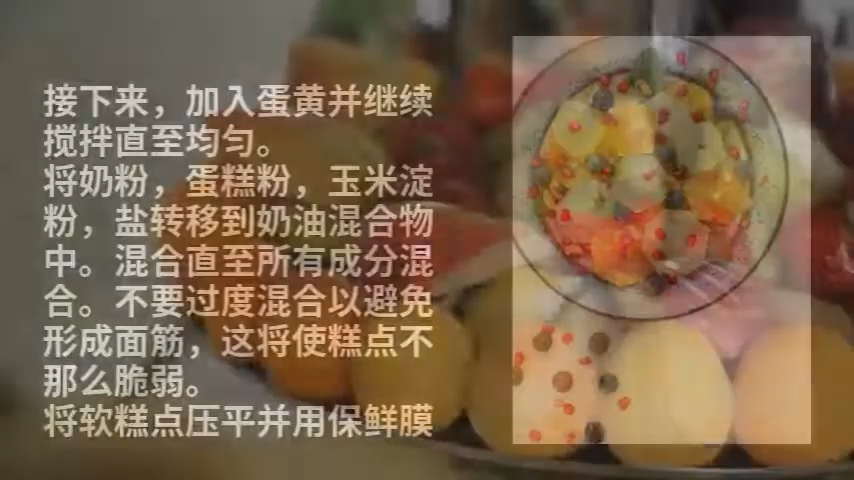 接下来，加入蛋黄并继续
搅拌直至均匀。
将奶粉，蛋糕粉，玉米淀
粉，盐转移到奶油混合物
中。混合直至所有成分混
合。不要过度混合以避免
形成面筋，这将使糕点不
那么脆弱。
将软糕点压平并用保鲜膜